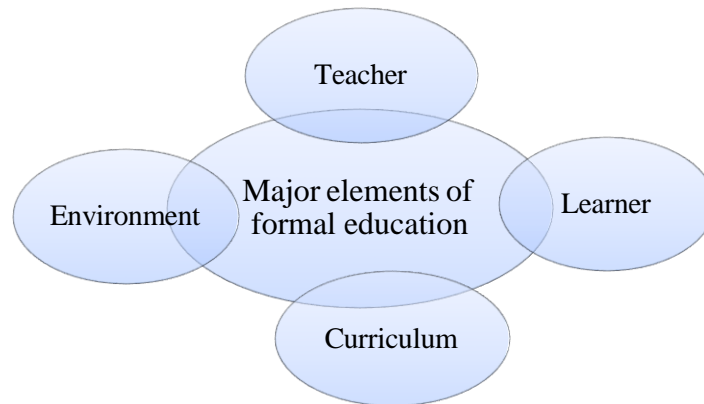 Teacher
Major elements of
formal education
Environment
Learner
Curriculum